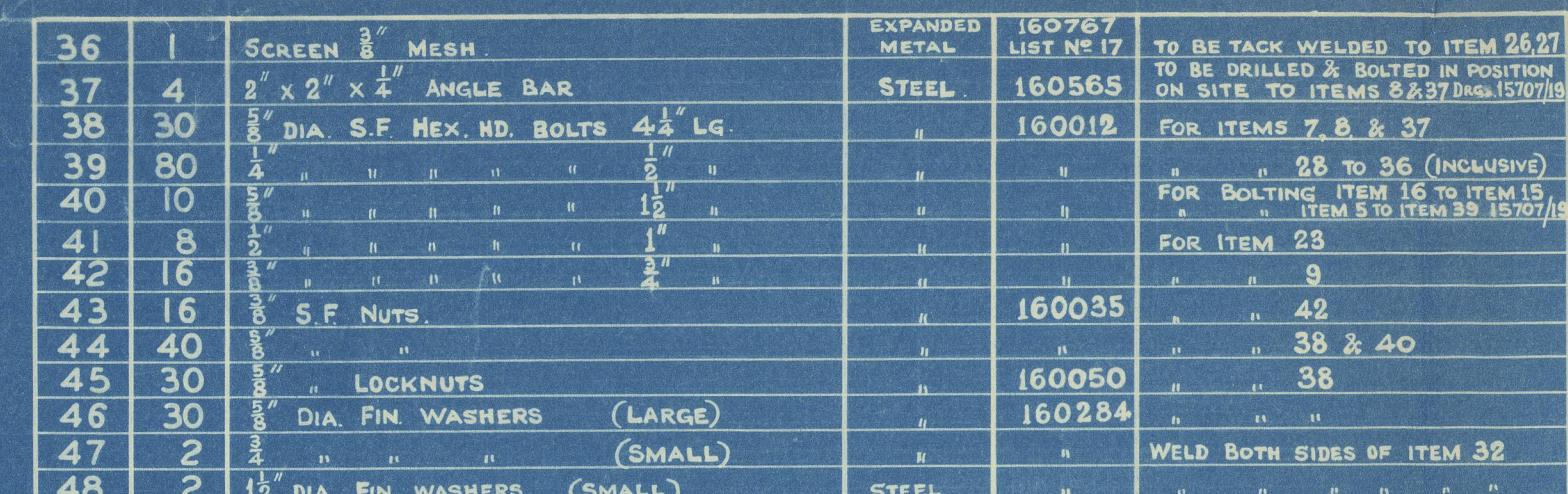 36 1 SCREEN 3/8" MESH. EXPANDED METAL 160767 LIST Nº 17 TO BE TACK WELDED TO ITEM 26,27
37 4 2" x 2" x 1/4" ANGLE BAR STEEL. 160565 TO BE DRILLED & BOLTED IN POSITION ON SITE TO ITEMS 8 & 37 DRG. 15707/19
38 30 5/8" DIA. S.F. HEX. HD. BOLTS 4 1/4" LG. " 160012 FOR ITEMS 7, 8, & 37
39 80 1/4" " " " " " 1/2" " " " " " 28 TO 36 (INCLUSIVE)
40 10 5/8" " " " " " 1 1/2" " " " FOR BOLTING ITEM 16 TO ITEM 15, " " ITEM 5 TO ITEM 39 15707/19
41 8 1/2" " " " " " 1" " " " FOR ITEM 23
42 16 3/8" " " " " " 3/4" " " " " " 9
43 16 3/8" S.F. NUTS. " 160035 " " 42
44 40 5/8" " " " " " " 38 & 40
45 30 5/8" " LOCKNUTS " 160050 " " 38
46 30 5/8" DIA. FIN. WASHERS (LARGE) " 160284 " " "
47 2 3/4" " " " (SMALL) " " WELD BOTH SIDES OF ITEM 32
48 2 1 1/2" DIA. FIN. WASHERS (SMALL) STEEL " " " " " " "